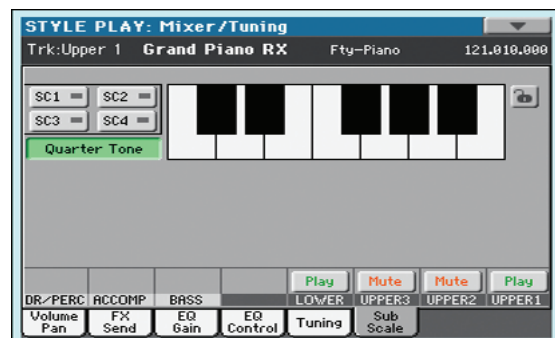 STYLE PLAY: Mixer/Tuning
Trk:Upper 1 Grand Piano RX Fty-Piano 121.010.000
SC1 SC2
SC3 SC4
Quarter Tone
Play Mute Mute Play
DR/PERC ACCOMP BASS LOWER UPPER3 UPPER2 UPPER1
Volume Pan FX Send EQ Gain EQ Control Tuning Sub Scale